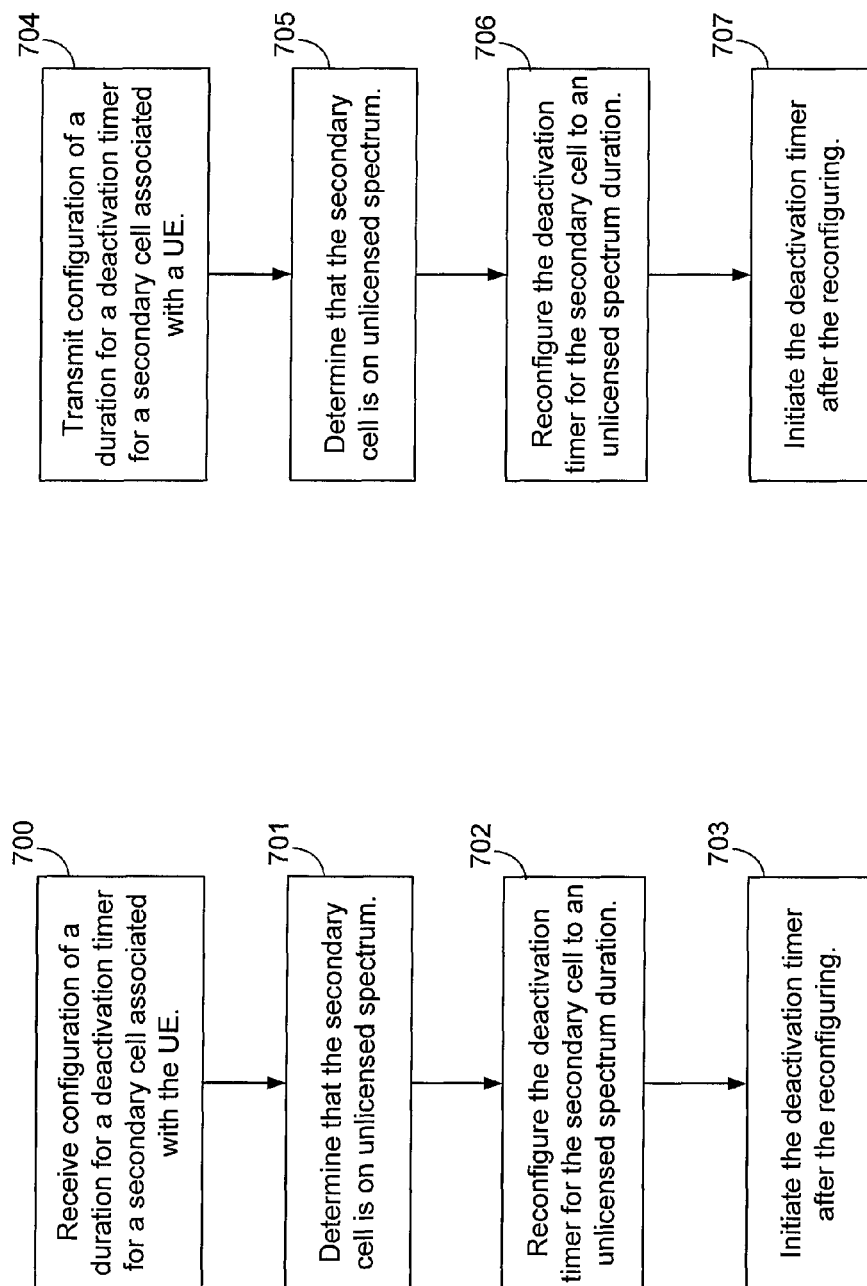 700
Receive configuration of a
duration for a deactivation timer
for a secondary cell associated
with the UE.
701
Determine that the secondary
cell is on unlicensed spectrum.
702
Reconfigure the deactivation
timer for the secondary cell to an
unlicensed spectrum duration.
703
Initiate the deactivation timer
after the reconfiguring.
704
Transmit configuration of a
duration for a deactivation timer
for a secondary cell associated
with a UE.
705
Determine that the secondary
cell is on unlicensed spectrum.
706
Reconfigure the deactivation
timer for the secondary cell to an
unlicensed spectrum duration.
707
Initiate the deactivation timer
after the reconfiguring.